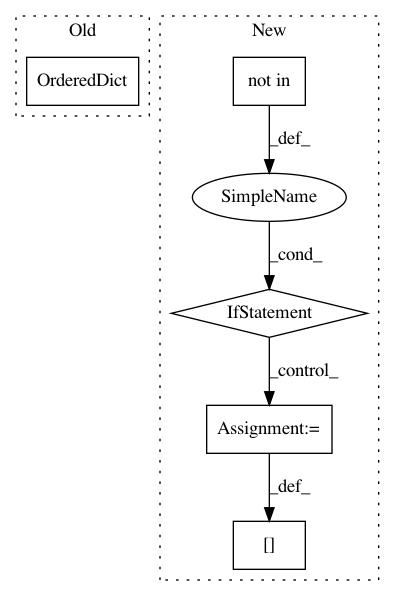 Old
New
OrderedDict
not in
_def_
SimpleName
_cond_
IfStatement
_control_
Assignment:=
_def_
[]